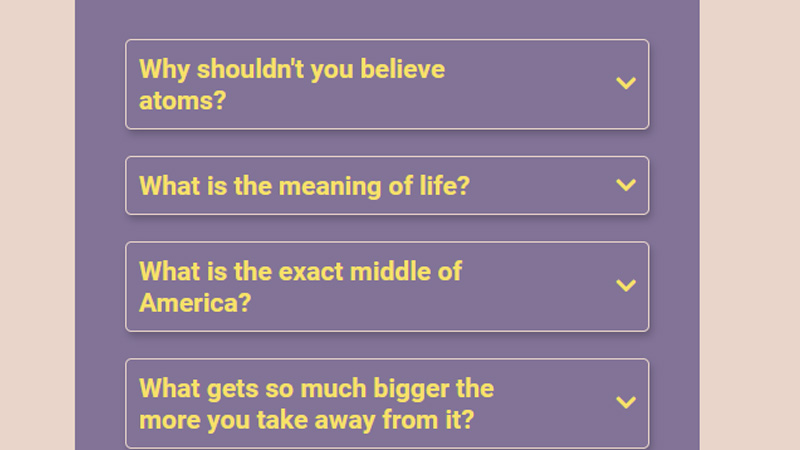 Why shouldn't you believe
atoms?
What is the meaning of life?
What is the exact middle of
America?
What gets so much bigger the
more you take away from it?